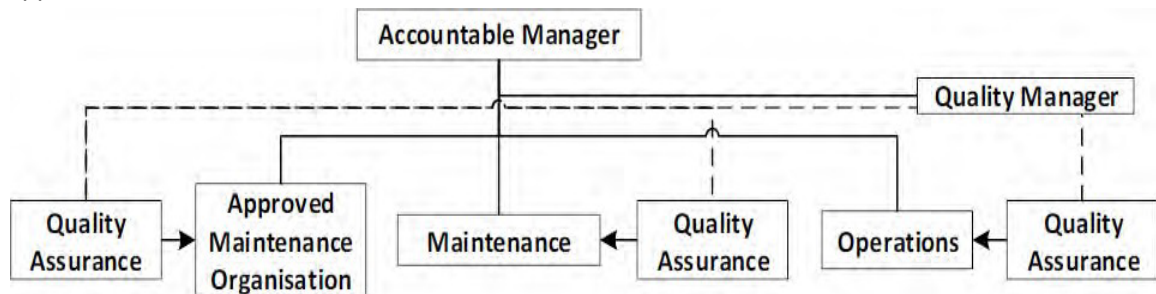 Accountable Manager
Quality Manager
Quality
Assurance
Approved
Maintenance
Organisation
Maintenance
Quality
Assurance
Operations
Quality
Assurance